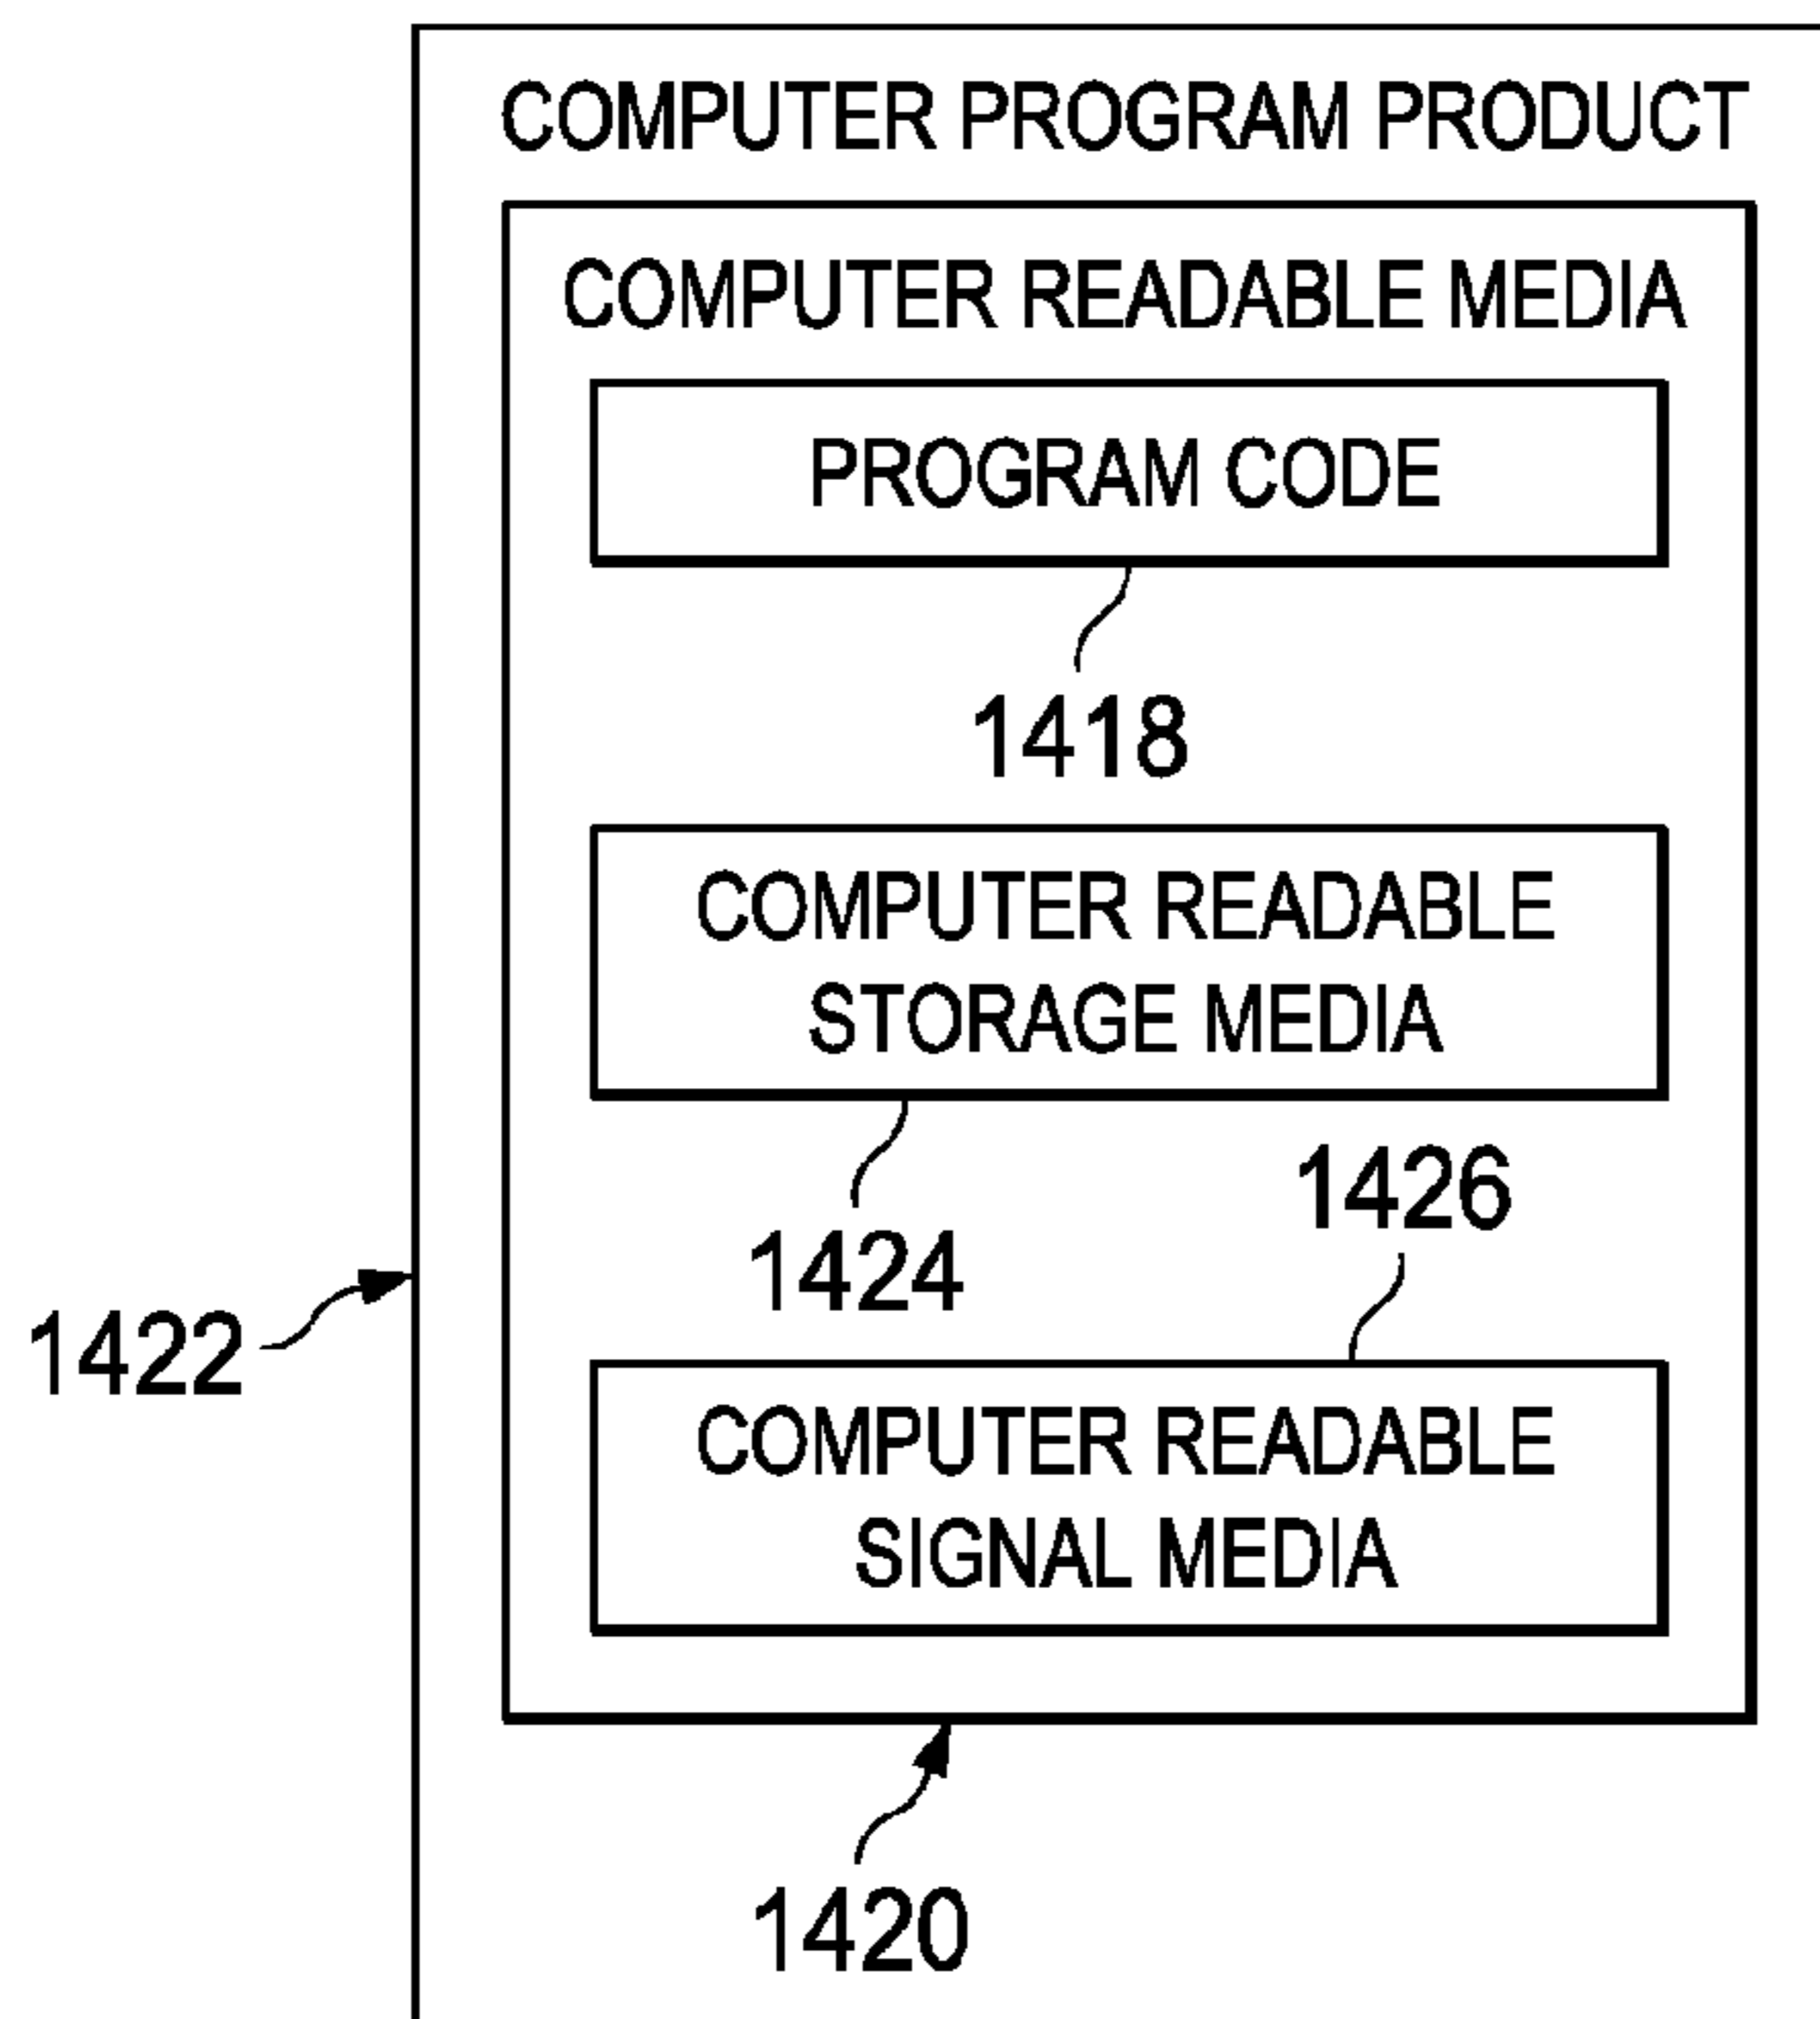 COMPUTER PROGRAM PRODUCT
COMPUTER READABLE MEDIA
PROGRAM CODE
1418
COMPUTER READABLE
STORAGE MEDIA
1424
1426
1422
COMPUTER READABLE
SIGNAL MEDIA
1420